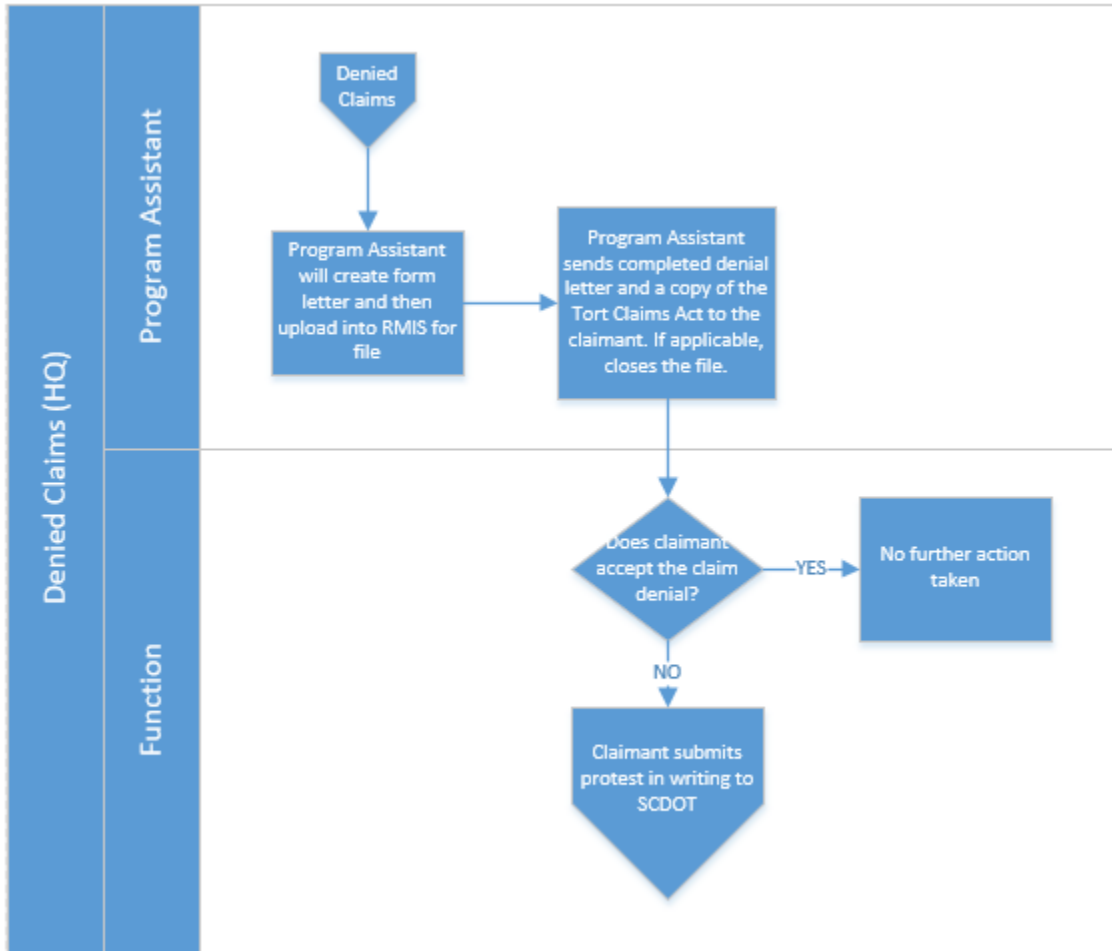 Denied Claims (HQ)
Program Assistant
Denied
Claims
Program Assistant
will create form
letter and then
upload into RMIS for
file
Program Assistant
sends completed denial
letter and a copy of the
Tort Claims Act to the
claimant. If applicable,
closes the file.
Function
Does claimant
accept the claim
denial?
YES
No further action
taken
NO
Claimant submits
protest in writing to
SCDOT